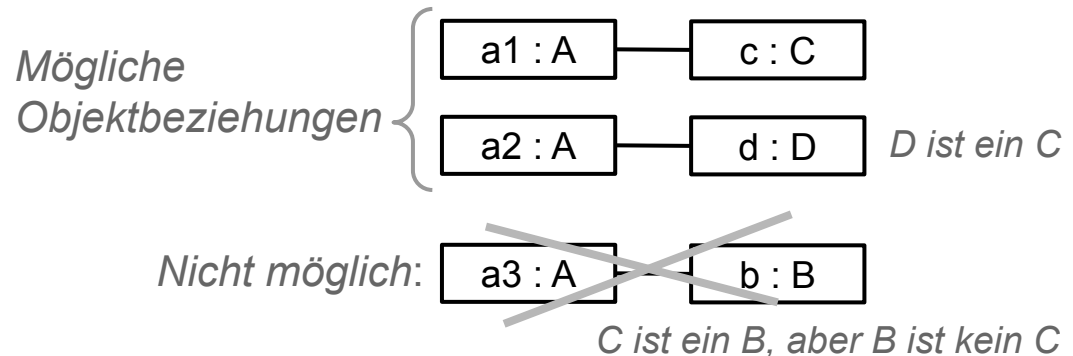 Mögliche
Objektbeziehungen
a1 : A
c : C
a2 : A
d : D
D ist ein C
Nicht möglich:
a3 : A
b : B
C ist ein B, aber B ist kein C